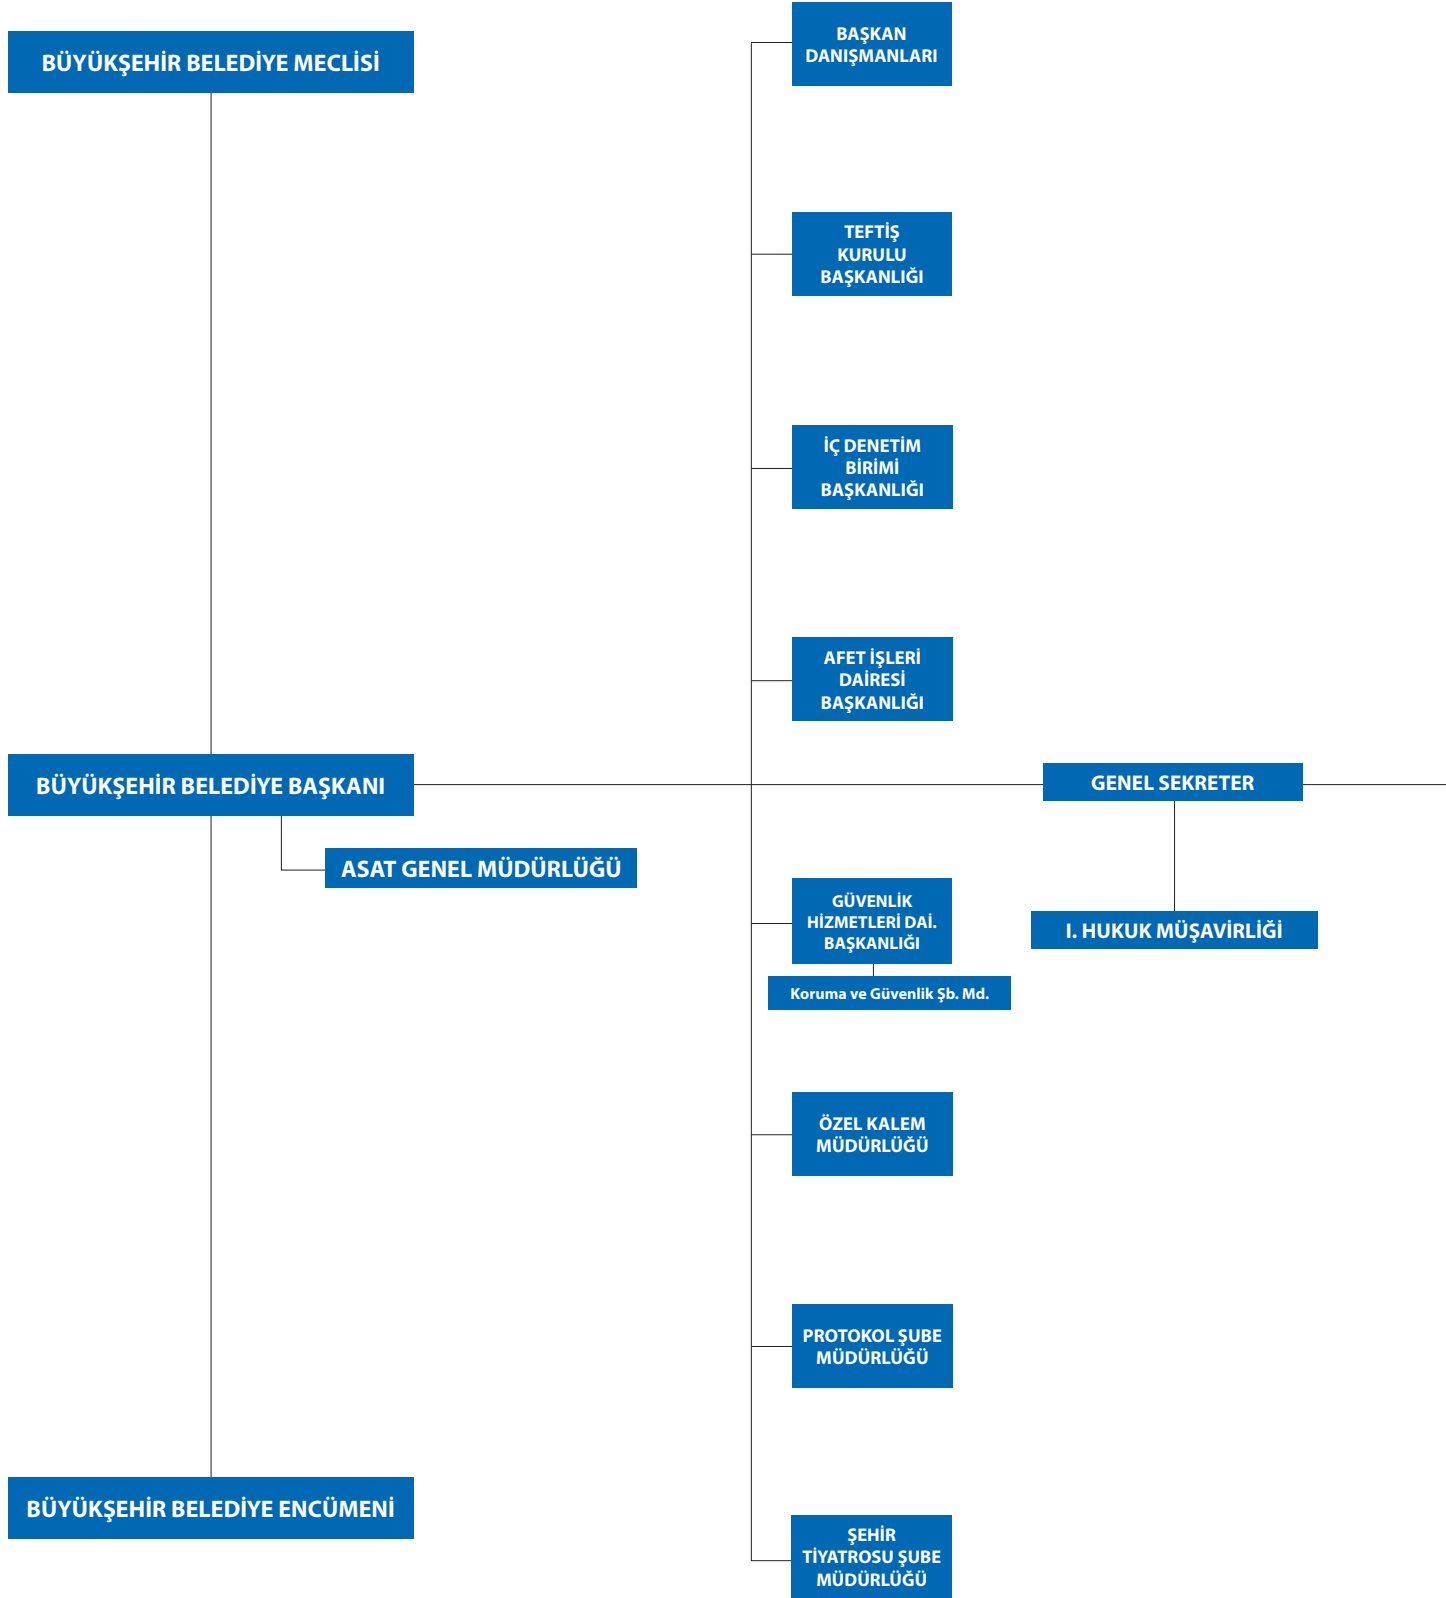 BÜYÜKŞEHİR BELEDİYE MECLİSİ
BAŞKAN
DANIŞMANLARI
TEFTİŞ
KURULU
BAŞKANLIĞI
İÇ DENETİM
BİRİMİ
BAŞKANLIĞI
AFET İŞLERİ
DAİRESİ
BAŞKANLIĞI
BÜYÜKŞEHİR BELEDİYE BAŞKANI
GENEL SEKRETER
ASAT GENEL MÜDÜRLÜĞÜ
GÜVENLİK
HİZMETLERİ DAİ.
BAŞKANLIĞI
I. HUKUK MÜŞAVİRLİĞİ
Koruma ve Güvenlik Şb. Md.
ÖZEL KALEM
MÜDÜRLÜĞÜ
PROTOKOL ŞUBE
MÜDÜRLÜĞÜ
BÜYÜKŞEHİR BELEDİYE ENCÜMENİ
ŞEHİR
TİYATROSU ŞUBE
MÜDÜRLÜĞÜ